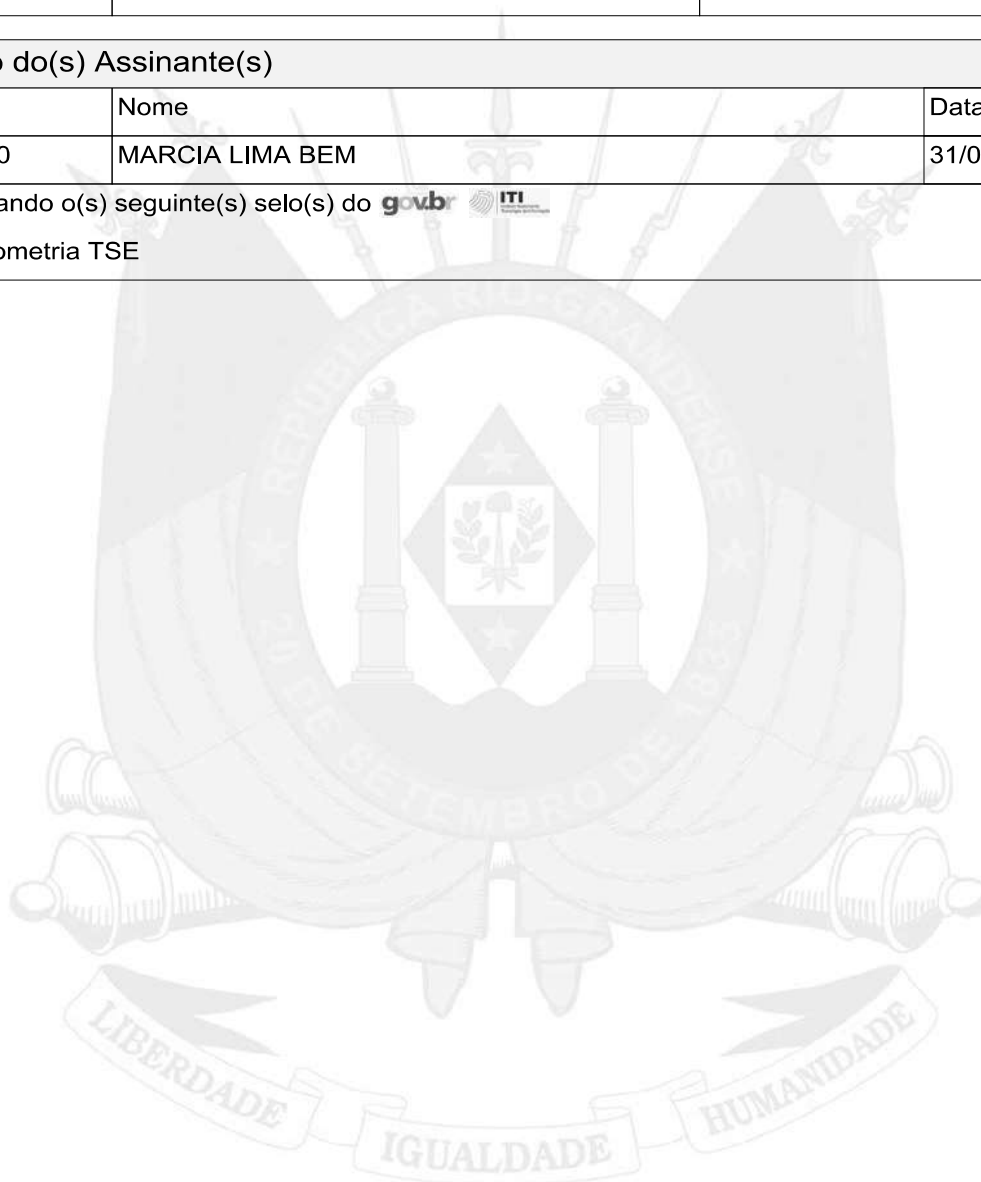 o do(s) Assinante(s)
Nome Data
0 MARCIA LIMA BEM 31/0
ando o(s) seguinte(s) selo(s) do gov.br ITI
ometria TSE
REPÚBLICA RIO-GRANDENSE
20 DE SETEMBRO DE 1835
LIBERDADE IGUALDADE HUMANIDADE